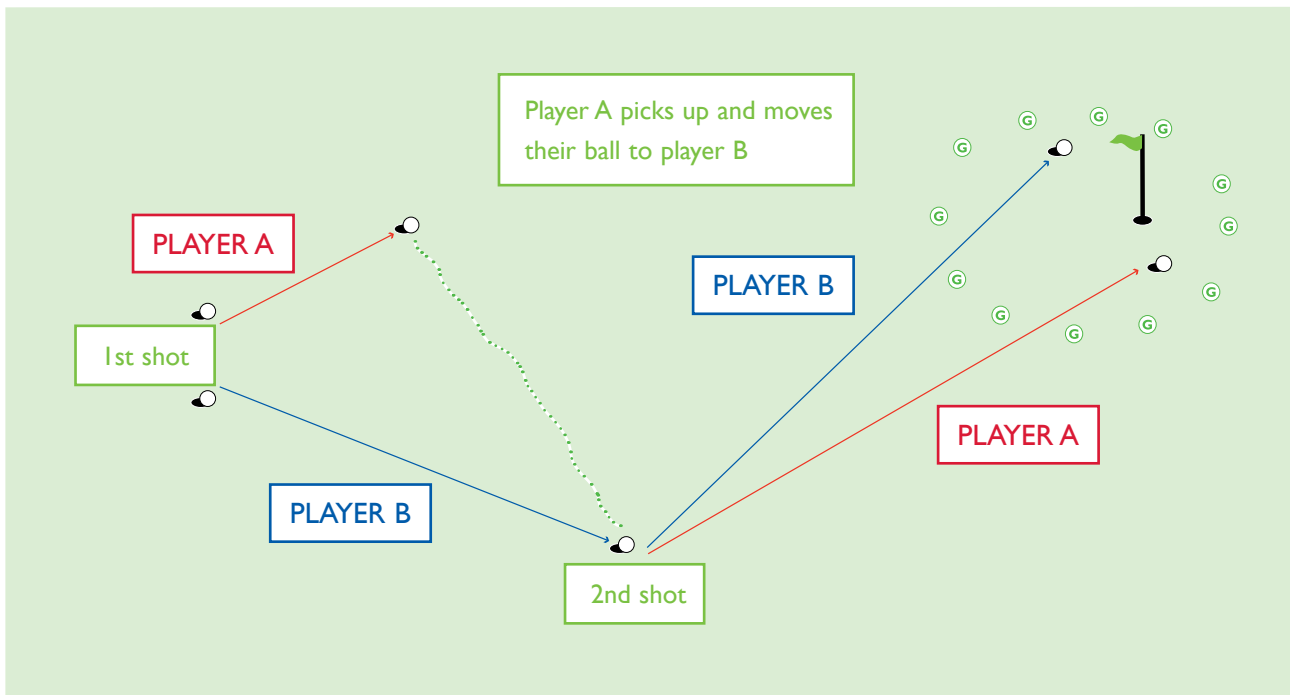 Player A picks up and moves
their ball to player B
G
G
G
G
G
G
G
G
G
G
G
G
PLAYER A
PLAYER B
1st shot
PLAYER A
PLAYER B
2nd shot